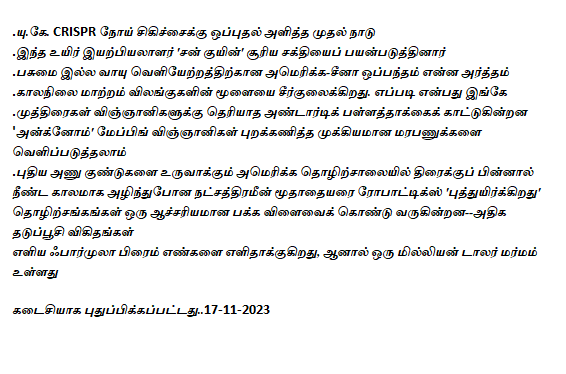 .யு.கே. CRISPR நோய் சிகிச்சைக்கு ஒப்புதல் அளித்த முதல் நாடு
.இந்த உயிர் இயற்பியலாளர் 'சன் குயின்' சூரிய சக்தியைப் பயன்படுத்தினார்
.பசுமை இல்ல வாயு வெளியேற்றத்திற்கான அமெரிக்க-சீனா ஒப்பந்தம் என்ன அர்த்தம்
.காலநிலை மாற்றம் விலங்குகளின் மூளையை சீர்குலைக்கிறது. எப்படி என்பது இங்கே
.முத்திரைகள் விஞ்ஞானிகளுக்கு தெரியாத அண்டார்டிக் பள்ளத்தாக்கைக் காட்டுகின்றன
'அன்க்னோம்' மேப்பிங் விஞ்ஞானிகள் புறக்கணித்த முக்கியமான மரபணுக்களை
வெளிப்படுத்தலாம்
.புதிய அணு குண்டுகளை உருவாக்கும் அமெரிக்க தொழிற்சாலையில் திரைக்குப் பின்னால்
நீண்ட காலமாக அழிந்துபோன நட்சத்திரமீன் மூதாதையரை ரோபாட்டிக்ஸ் 'புத்துயிர்க்கிறது'
தொழிற்சங்கங்கள் ஒரு ஆச்சரியமான பக்க விளைவைக் கொண்டு வருகின்றன--அதிக
தடுப்பூசி விகிதங்கள்
எளிய ஃபார்முலா பிரைம் எண்களை எளிதாக்குகிறது, ஆனால் ஒரு மில்லியன் டாலர் மர்மம்
உள்ளது
கடைசியாக புதுப்பிக்கப்பட்டது..17-11-2023